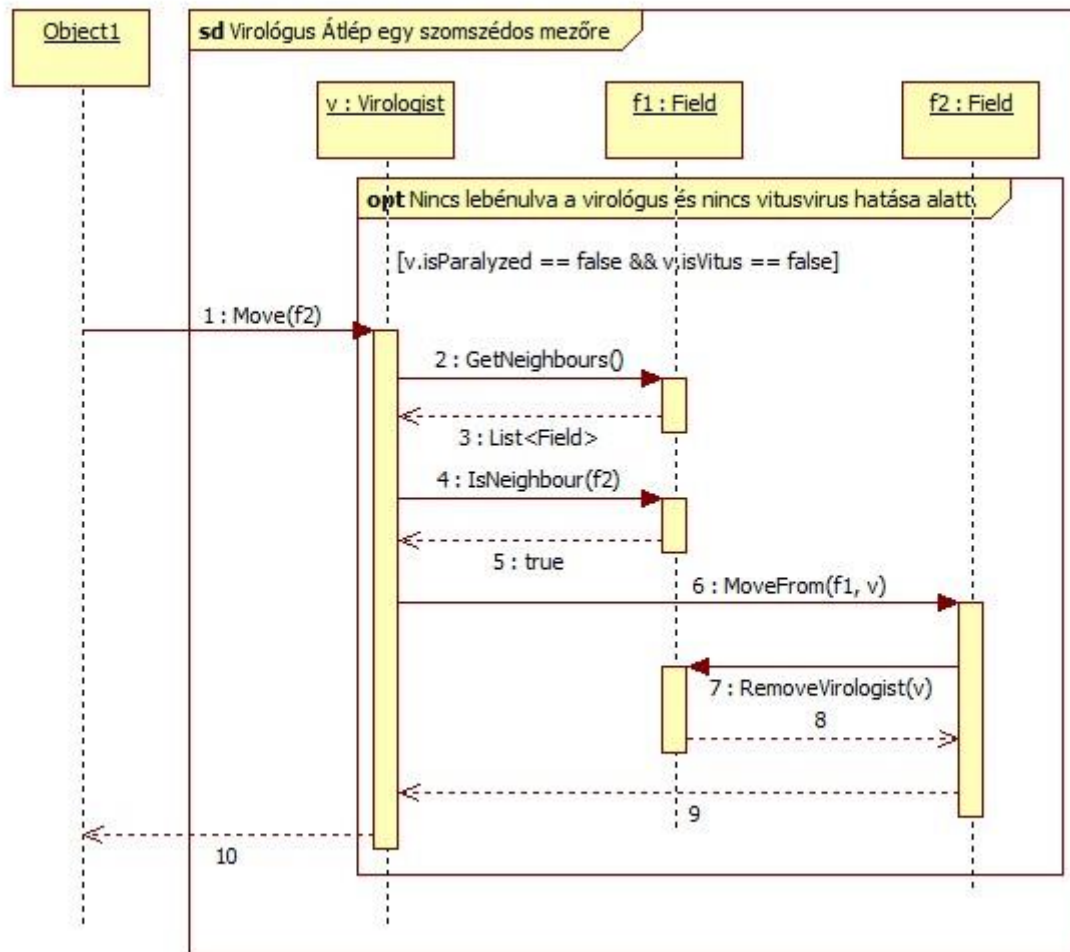 Object1
sd Virológus Átlép egy szomszédos mezőre
v : Virologist
f1 : Field
f2 : Field
opt Nincs lebénulva a virológus és nincs vitusvirus hatása alatt
[v.isParalyzed == false && v.isVitus == false]
1 : Move(f2)
2 : GetNeighbours()
3 : List<Field>
4 : IsNeighbour(f2)
5 : true
6 : MoveFrom(f1, v)
7 : RemoveVirologist(v)
8
9
10